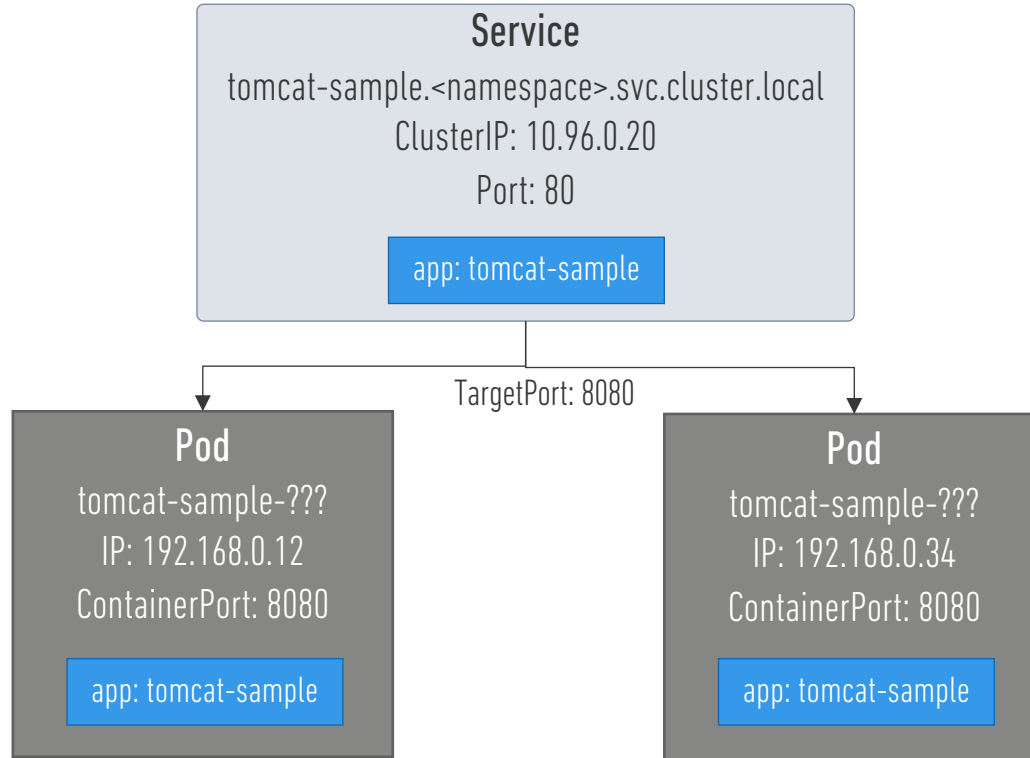 Service
tomcat-sample.<namespace>.svc.cluster.local
ClusterIP: 10.96.0.20
Port: 80
app: tomcat-sample
TargetPort: 8080
Pod
tomcat-sample-???
IP: 192.168.0.12
ContainerPort: 8080
app: tomcat-sample
Pod
tomcat-sample-???
IP: 192.168.0.34
ContainerPort: 8080
app: tomcat-sample